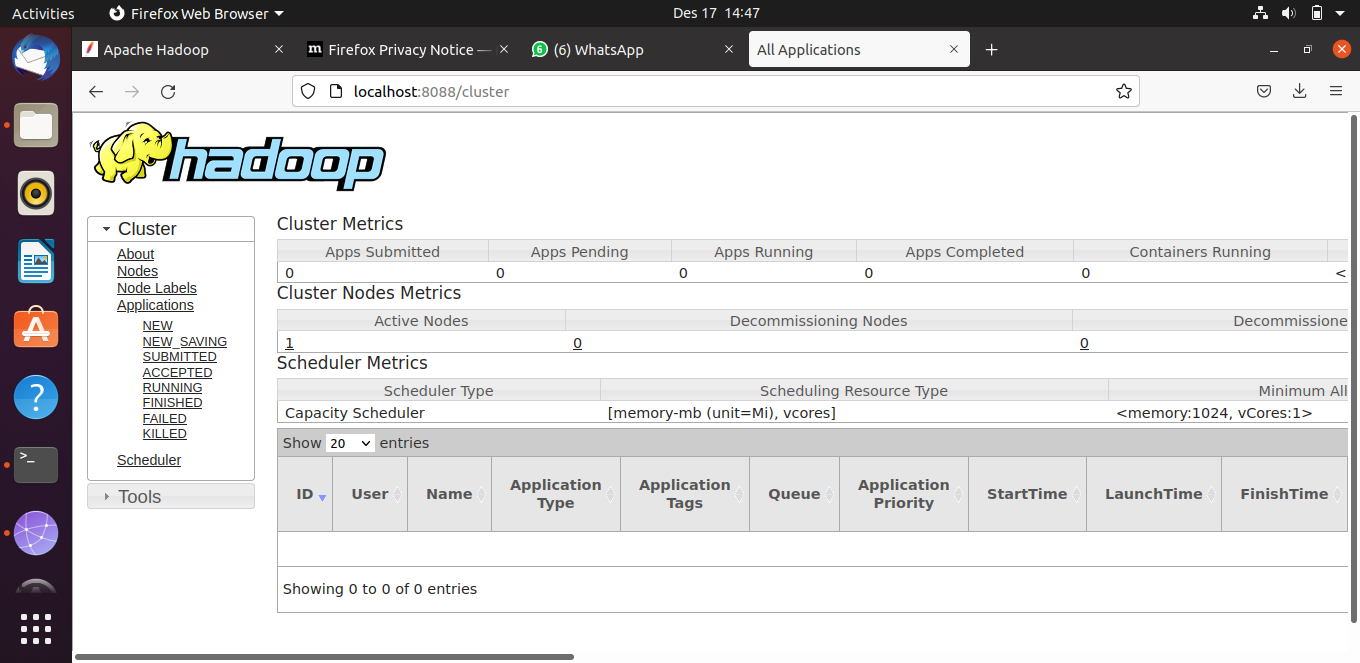 Activities Firefox Web Browser Des 17 14:47
Apache Hadoop m Firefox Privacy Notice — 6 (6) WhatsApp All Applications
localhost:8088/cluster
hadoop
Cluster
About
Nodes
Node Labels
Applications
NEW
NEW_SAVING
SUBMITTED
ACCEPTED
RUNNING
FINISHED
FAILED
KILLED
Scheduler
Tools
Cluster Metrics
Apps Submitted Apps Pending Apps Running Apps Completed Containers Running
0 0 0 0 0 <
Cluster Nodes Metrics
Active Nodes Decommissioning Nodes Decommissione
1 0 0
Scheduler Metrics
Scheduler Type Scheduling Resource Type Minimum All
Capacity Scheduler [memory-mb (unit=Mi), vcores] <memory:1024, vCores:1>
Show 20 entries
ID User Name Application Type Application Tags Queue Application Priority StartTime LaunchTime FinishTime
Showing 0 to 0 of 0 entries